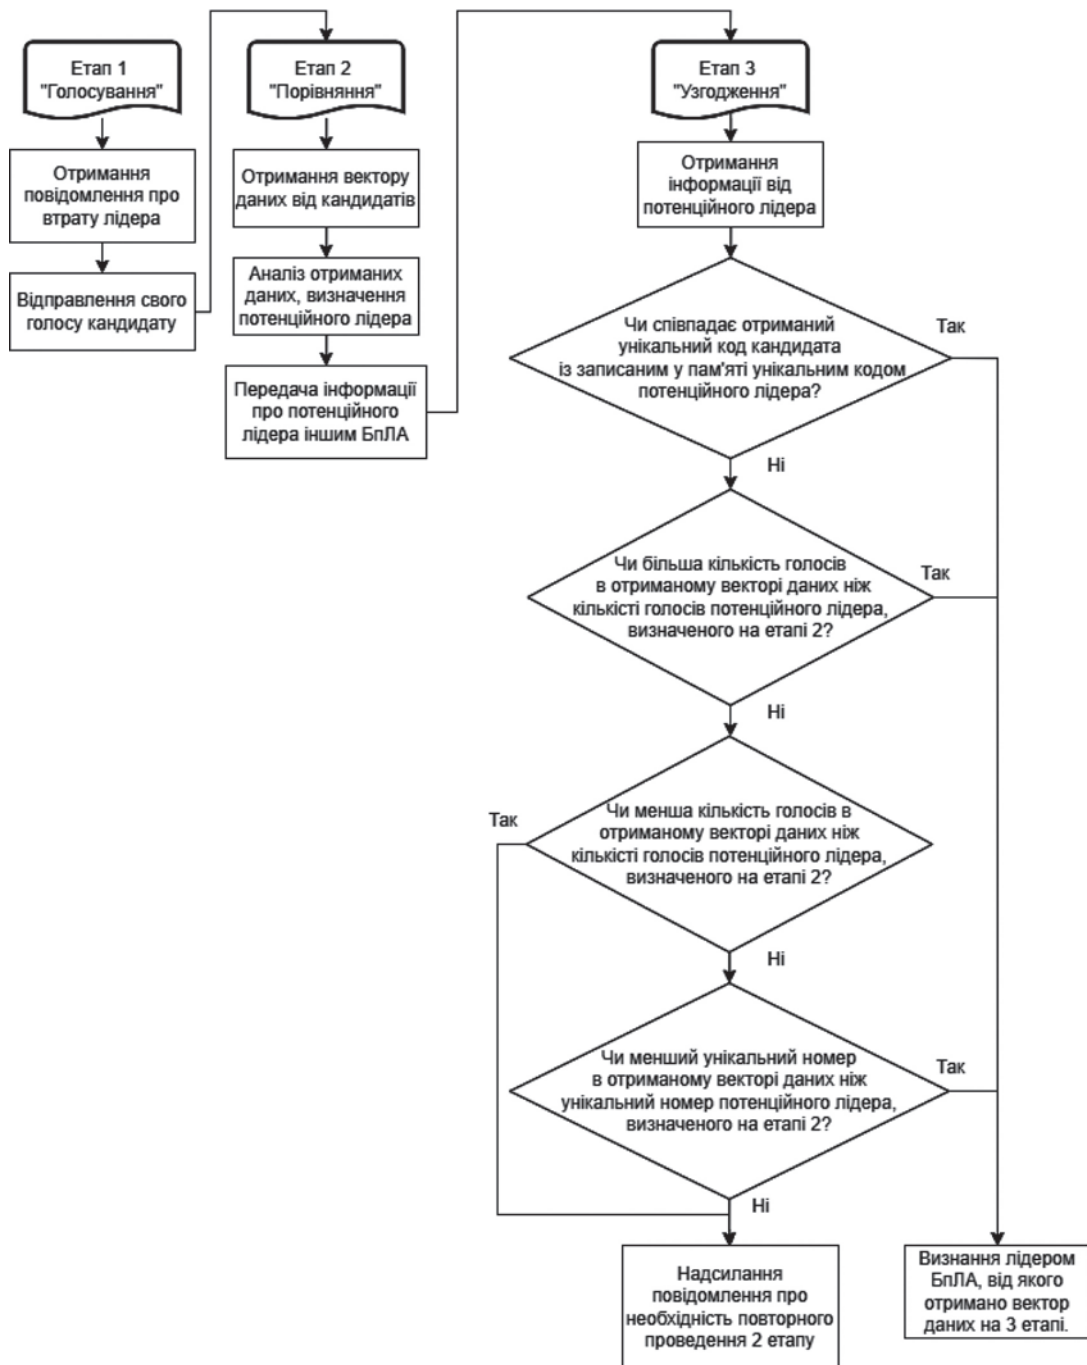 Етап 1
"Голосування"
Отримання
повідомлення про
втрату лідера
Відправлення свого
голосу кандидату
Етап 2
"Порівняння"
Отримання вектору
даних від кандидатів
Аналіз отриманих
даних, визначення
потенційного лідера
Передача інформації
про потенційного
лідера іншим БпЛА
Етап 3
"Узгодження"
Отримання
інформації від
потенційного лідера
Чи співпадає отриманий
унікальний код кандидата
із записаним у пам'яті унікальним кодом
потенційного лідера?
Так
Ні
Чи більша кількість голосів
в отриманому векторі даних ніж
кількості голосів потенційного лідера,
визначеного на етапі 2?
Так
Ні
Чи менша кількість голосів в
отриманому векторі даних ніж
кількості голосів потенційного лідера,
визначеного на етапі 2?
Так
Ні
Чи менший унікальний номер
в отриманому векторі даних ніж
унікальний номер потенційного лідера,
визначеного на етапі 2?
Так
Ні
Надсилання
повідомлення про
необхідність повторного
проведення 2 етапу
Визнання лідером
БпЛА, від якого
отримано вектор
даних на 3 етапі.